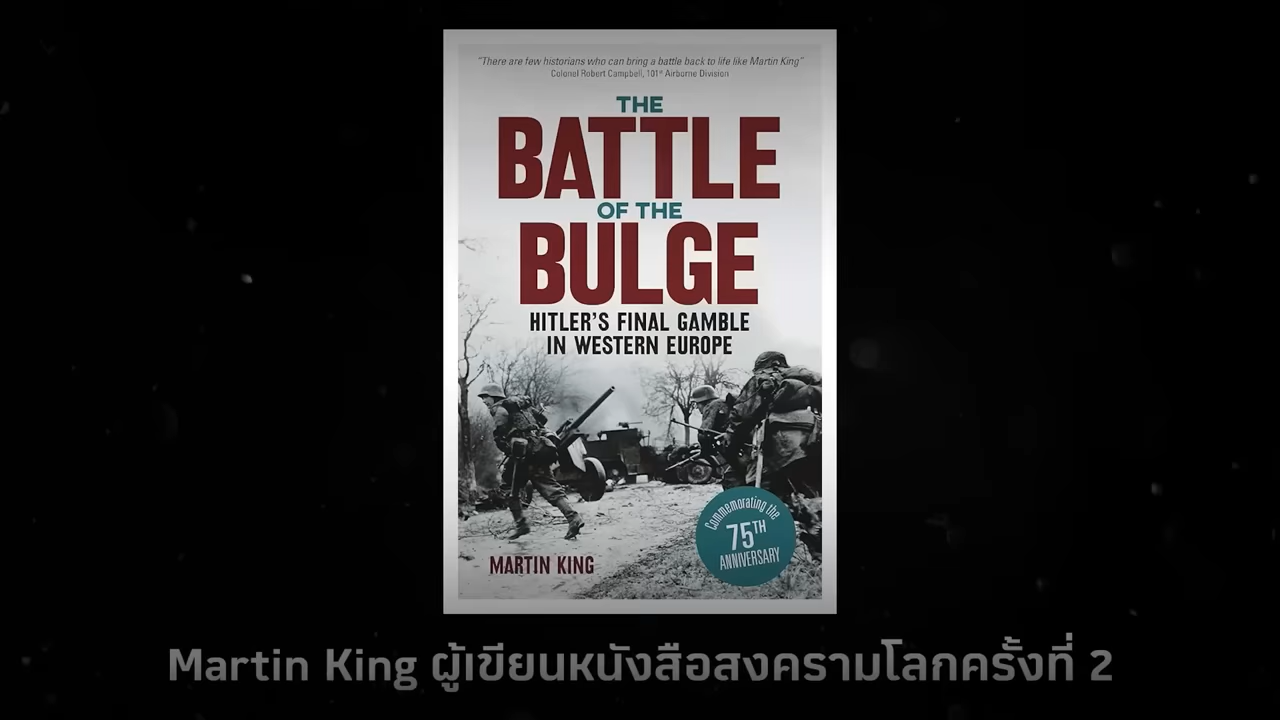 "There are few historians who can bring a battle back to life like Martin King"
Colonel Robert Campbell, 101st Airborne Division
THE
BATTLE
OF THE
BULGE
HITLER'S FINAL GAMBLE
IN WESTERN EUROPE
Commemorating the
75TH
ANNIVERSARY
MARTIN KING
Martin King ผู้เขียนหนังสือสงครามโลกครั้งที่ 2